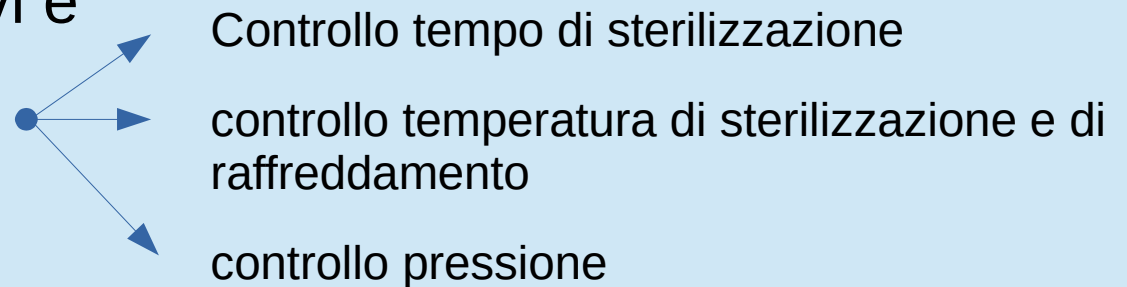 Controllo tempo di sterilizzazione
controllo temperatura di sterilizzazione e di
raffreddamento
controllo pressione